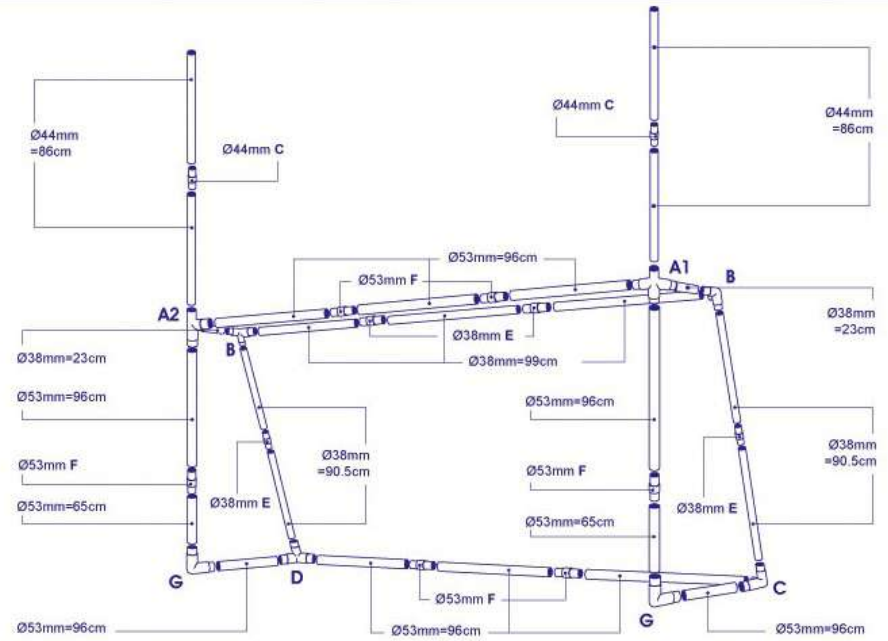 Ø44mm
=86cm
Ø44mm C
Ø44mm C
Ø44mm
=86cm
Ø53mm=96cm
Ø53mm F
A1
B
A2
B
Ø38mm E
Ø38mm=99cm
Ø38mm
=23cm
Ø38mm=23cm
Ø53mm=96cm
Ø53mm F
Ø53mm=65cm
Ø38mm
=90.5cm
Ø38mm E
Ø53mm=96cm
Ø53mm F
Ø53mm=65cm
Ø38mm E
Ø38mm
=90.5cm
G
D
C
G
Ø53mm F
Ø53mm=96cm
Ø53mm=96cm
Ø53mm=96cm